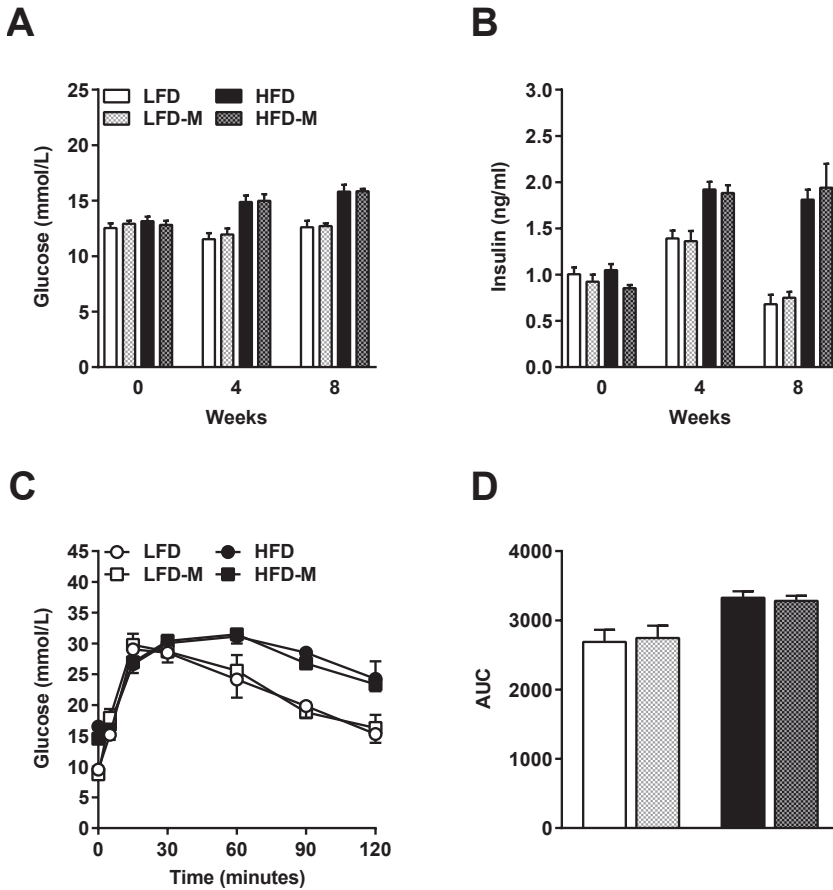 A
Glucose (mmol/L)
25
20
15
10
5
0
LFD HFD
LFD-M HFD-M
0 4 8
Weeks
B
Insulin (ng/ml)
3.0
2.5
2.0
1.5
1.0
0.5
0.0
0 4 8
Weeks
C
Glucose (mmol/L)
45
40
35
30
25
20
15
10
5
0
LFD HFD
LFD-M HFD-M
0 30 60 90 120
Time (minutes)
D
AUC
4000
3000
2000
1000
0